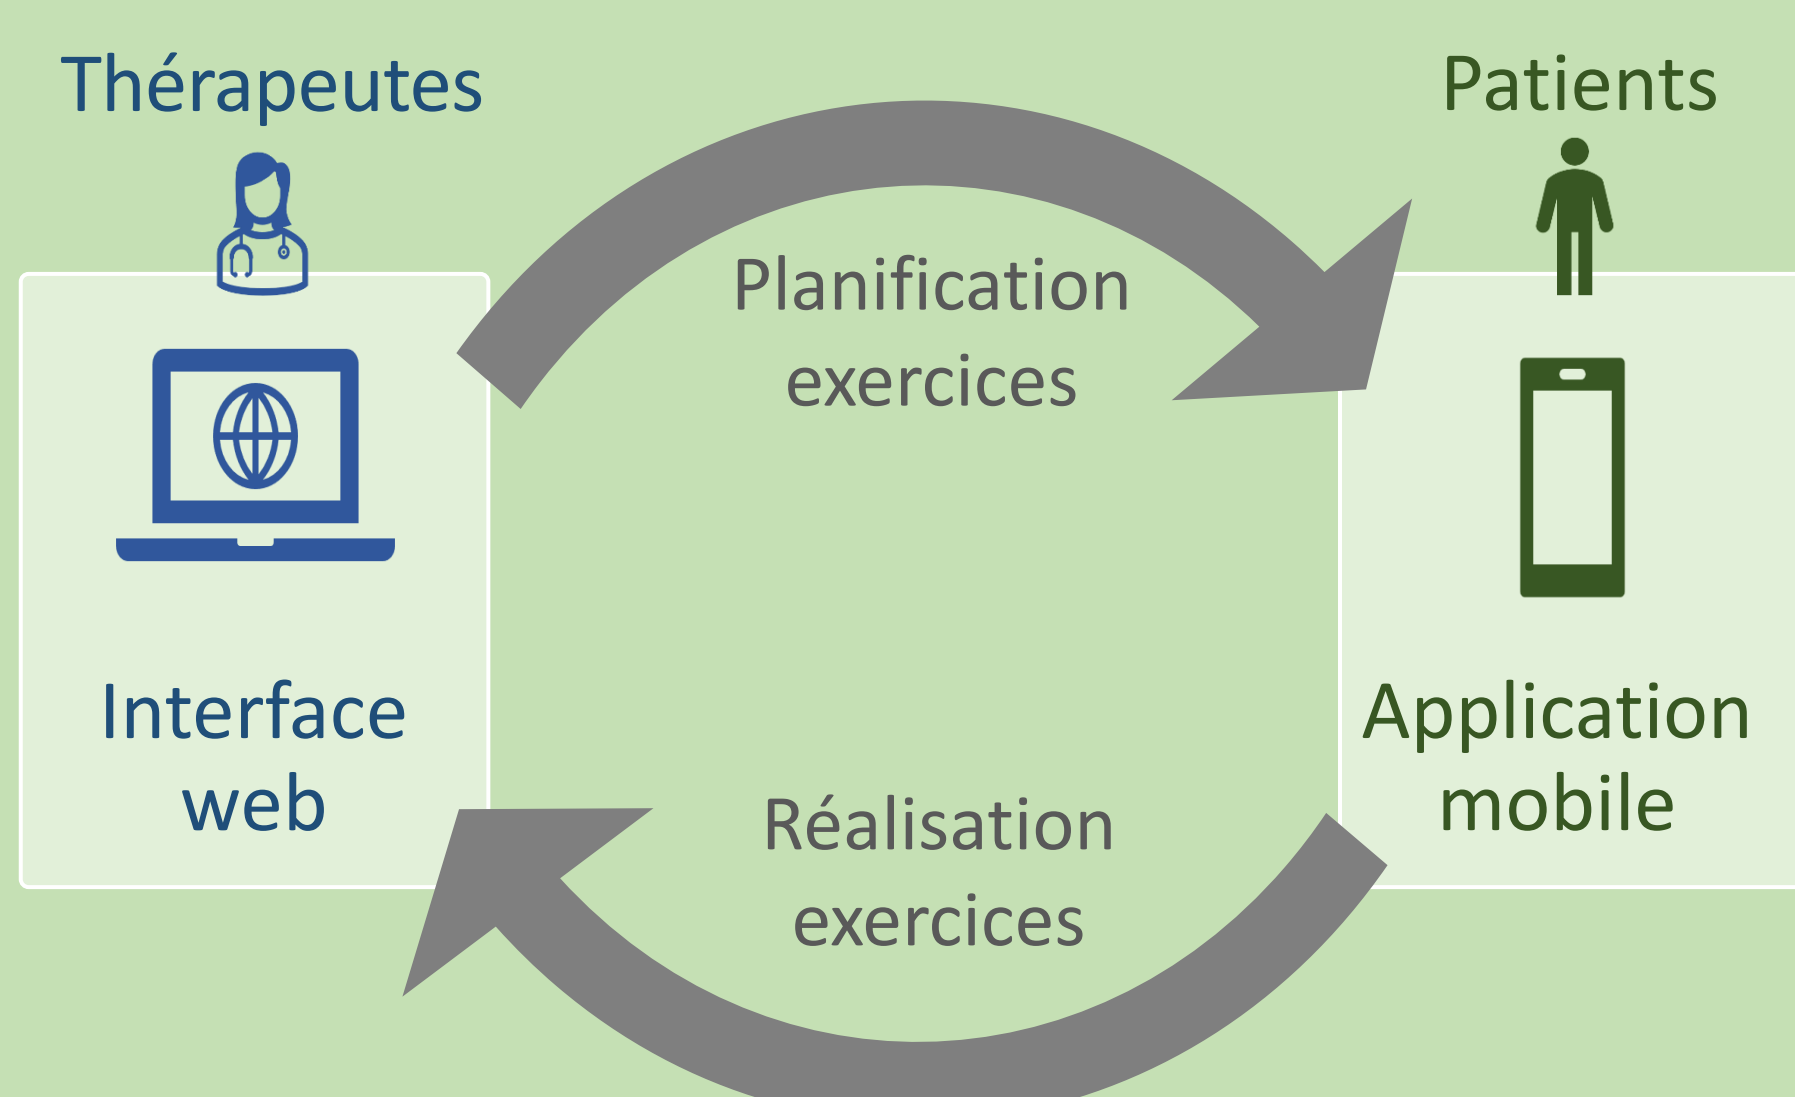 Thérapeutes
Patients
Planification
exercices
Interface
web
Application
mobile
Réalisation
exercices